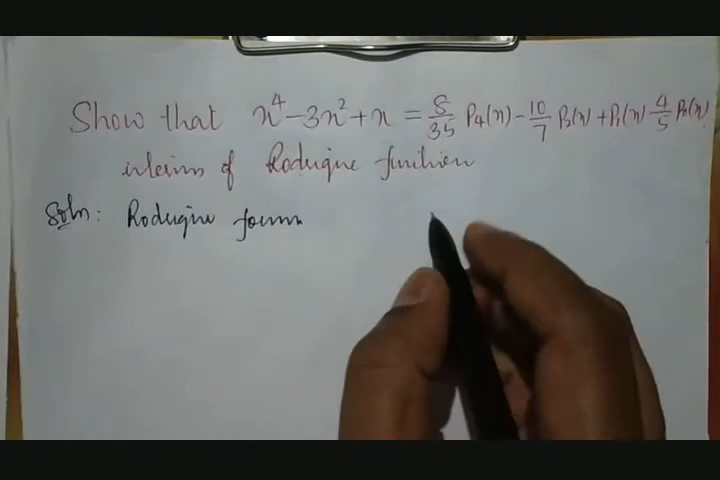 Show that x⁴ - 3x² + x = 8/35 P₄(x) - 10/7 P₂(x) + P₁(x) 4/5 P₀(x)
interms of Rodrigue function
Soln: Rodrigue form